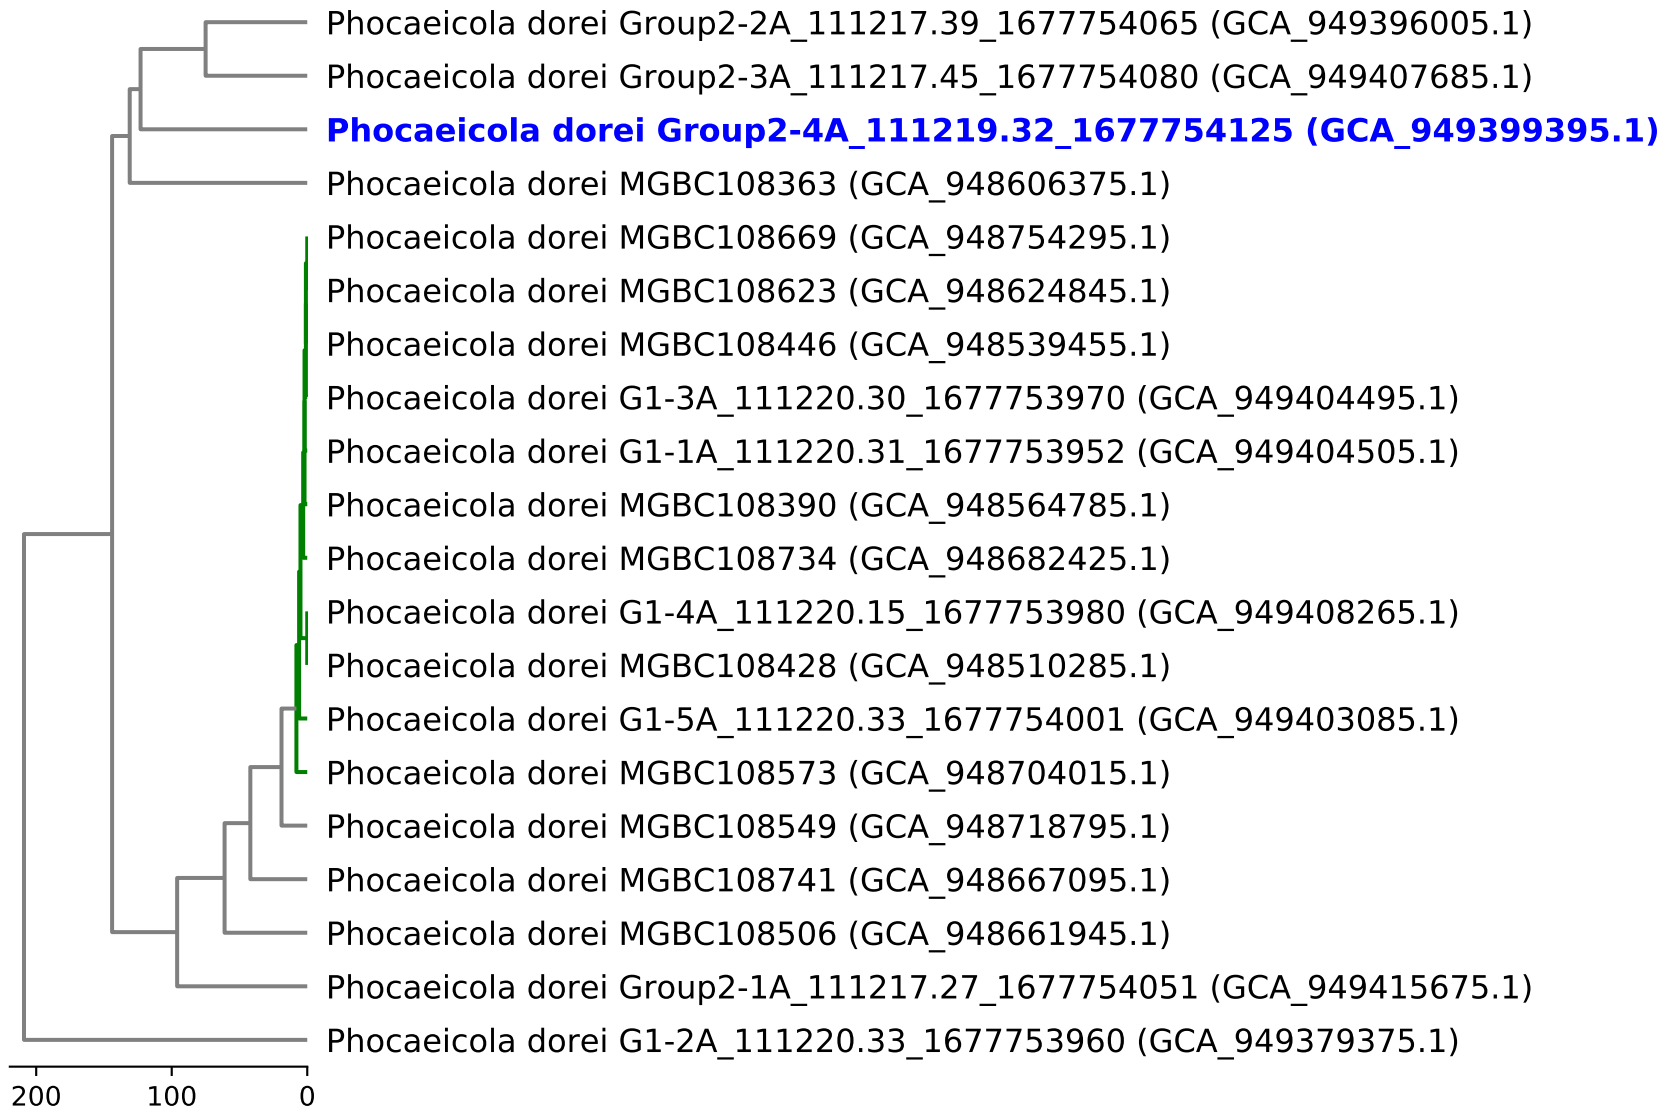 Phocaeicola dorei Group2-2A_111217.39_1677754065 (GCA_949396005.1)
Phocaeicola dorei Group2-3A_111217.45_1677754080 (GCA_949407685.1)
Phocaeicola dorei Group2-4A_111219.32_1677754125 (GCA_949399395.1)
Phocaeicola dorei MGBC108363 (GCA_948606375.1)
Phocaeicola dorei MGBC108669 (GCA_948754295.1)
Phocaeicola dorei MGBC108623 (GCA_948624845.1)
Phocaeicola dorei MGBC108446 (GCA_948539455.1)
Phocaeicola dorei G1-3A_111220.30_1677753970 (GCA_949404495.1)
Phocaeicola dorei G1-1A_111220.31_1677753952 (GCA_949404505.1)
Phocaeicola dorei MGBC108390 (GCA_948564785.1)
Phocaeicola dorei MGBC108734 (GCA_948682425.1)
Phocaeicola dorei G1-4A_111220.15_1677753980 (GCA_949408265.1)
Phocaeicola dorei MGBC108428 (GCA_948510285.1)
Phocaeicola dorei G1-5A_111220.33_1677754001 (GCA_949403085.1)
Phocaeicola dorei MGBC108573 (GCA_948704015.1)
Phocaeicola dorei MGBC108549 (GCA_948718795.1)
Phocaeicola dorei MGBC108741 (GCA_948667095.1)
Phocaeicola dorei MGBC108506 (GCA_948661945.1)
Phocaeicola dorei Group2-1A_111217.27_1677754051 (GCA_949415675.1)
Phocaeicola dorei G1-2A_111220.33_1677753960 (GCA_949379375.1)
200 100 0